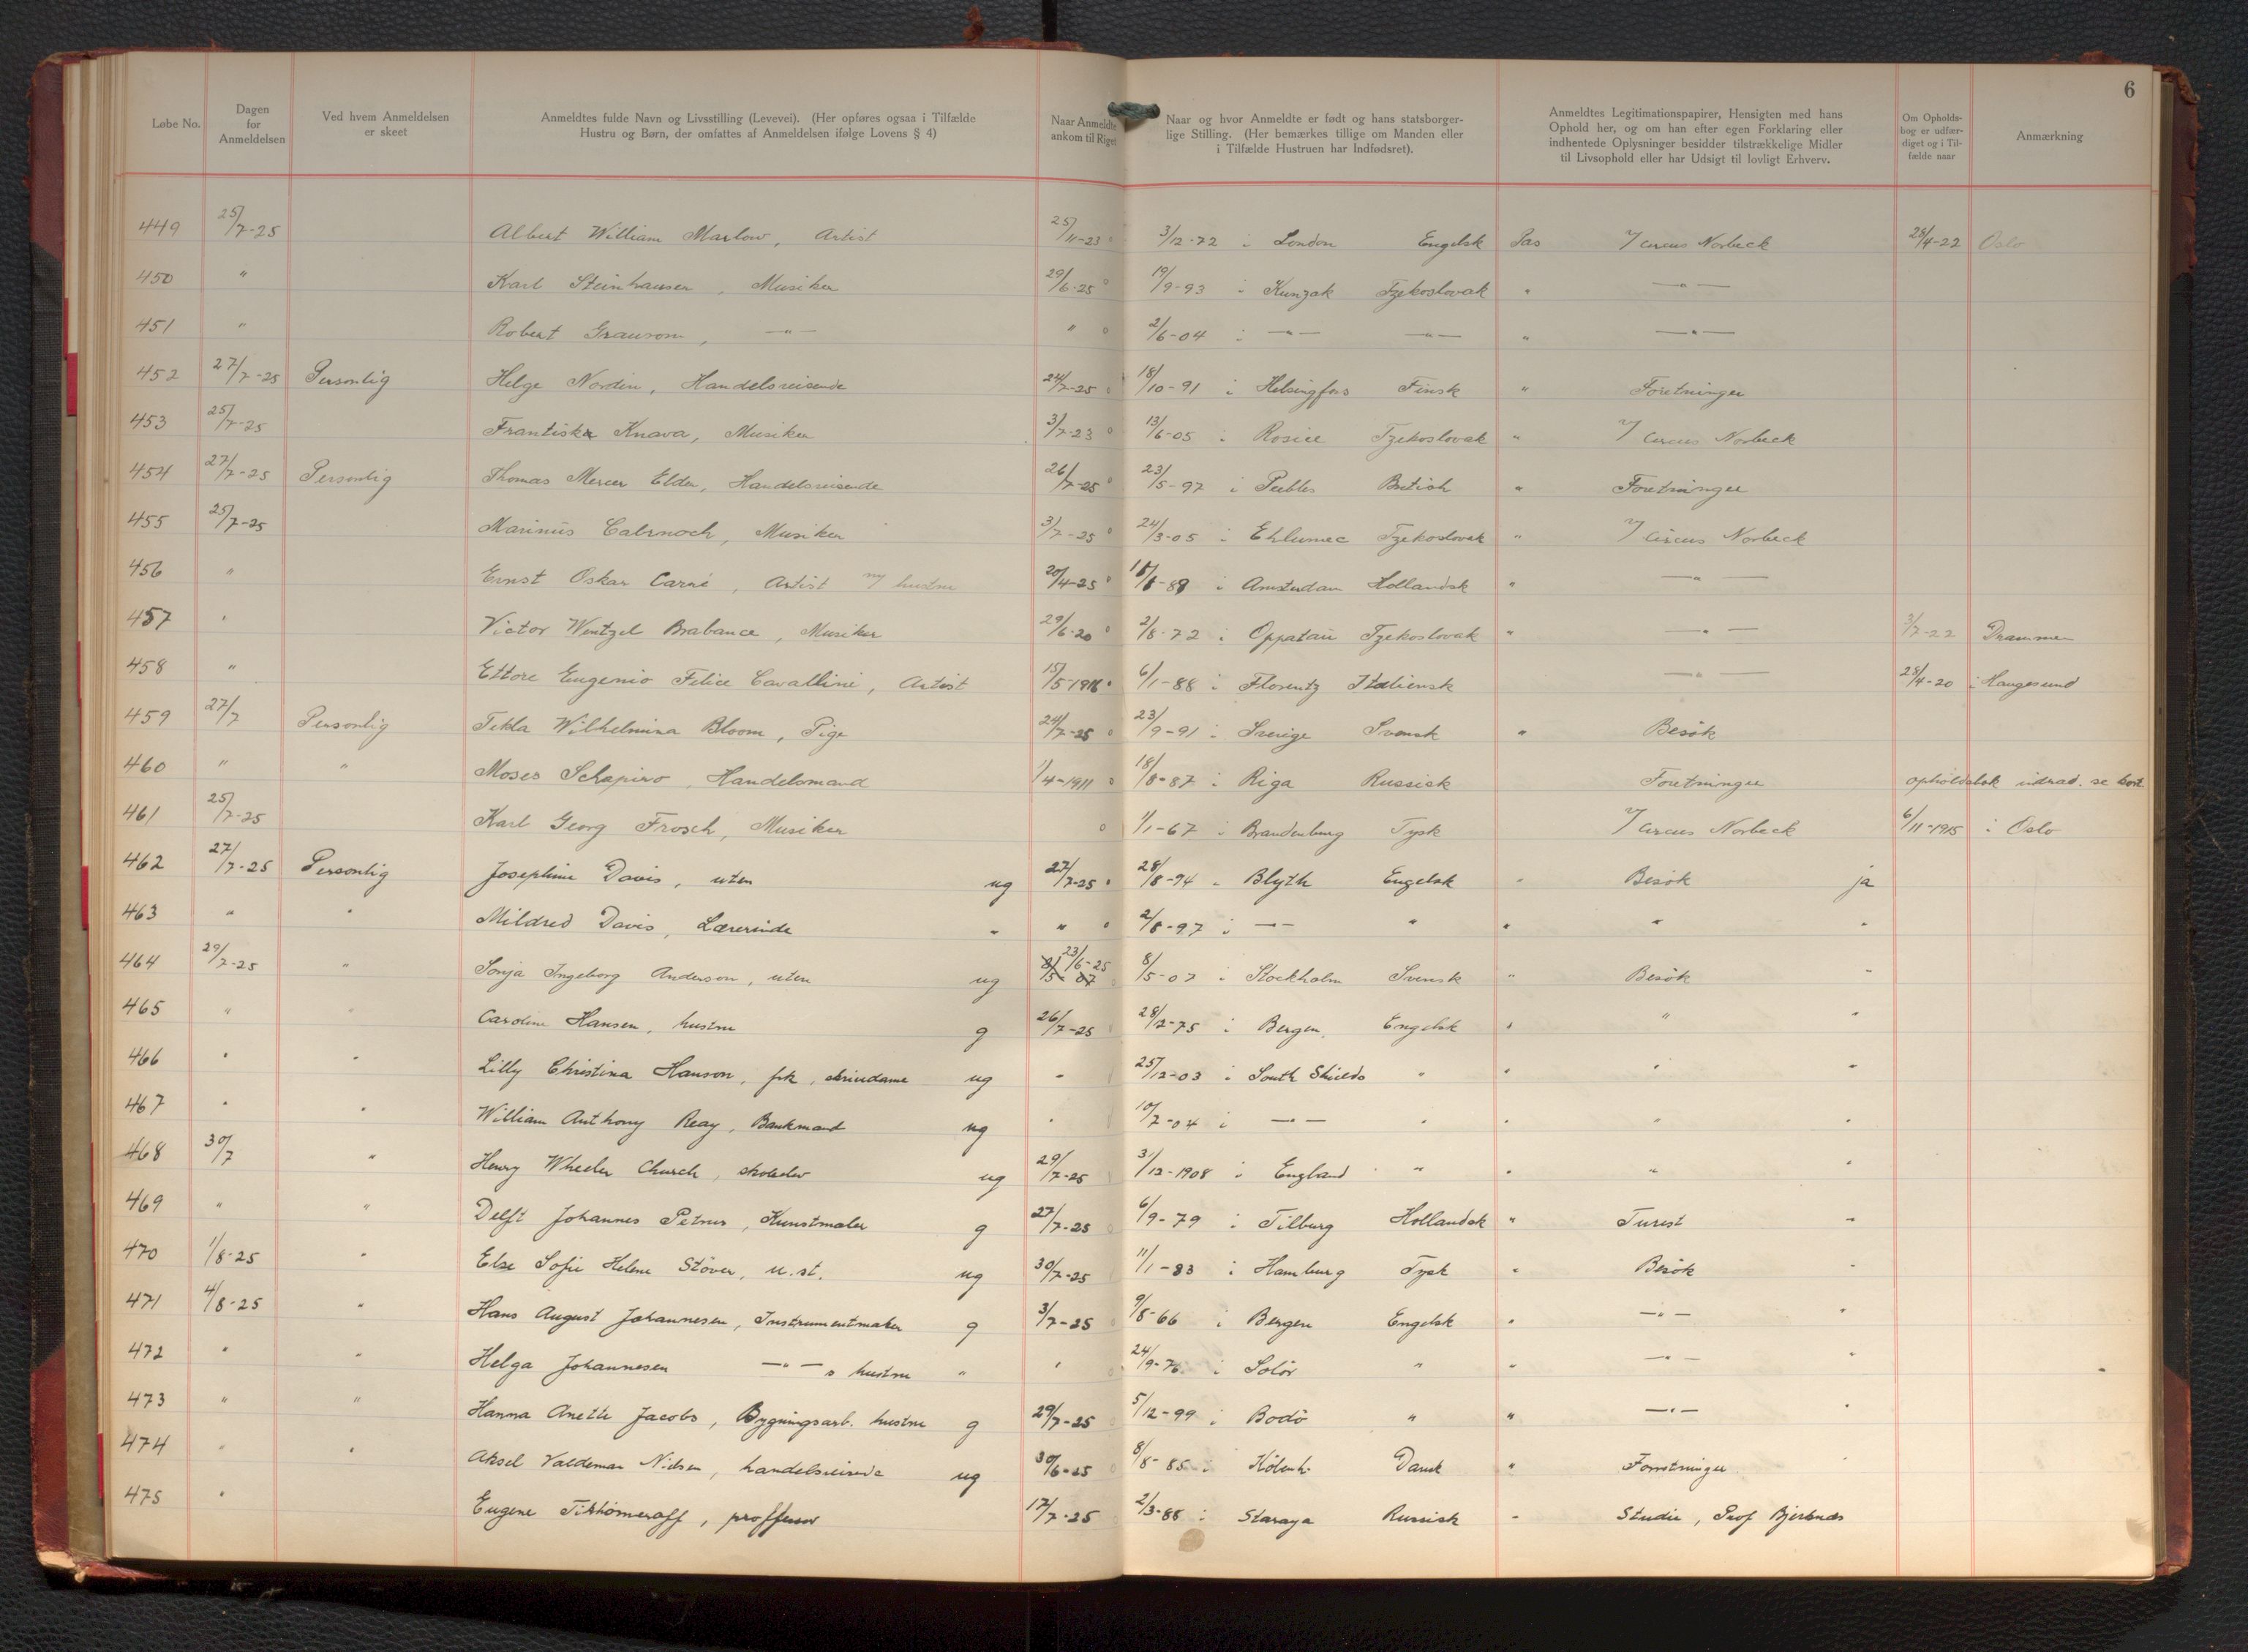 6
Løbe No. | Dagen for Anmeldelsen | Ved hvem Anmeldelsen er skeet | Anmeldtes fulde Navn og Livsstilling (Levevei). (Her opføres ogsaa i Tilfælde Hustru og Børn, der omfattes af Anmeldelsen ifølge Lovens § 4) | Naar Anmeldte ankom til Riget | Naar og hvor Anmeldte er født og hans statsborgerlige Stilling. (Her bemærkes tillige om Manden eller i Tilfælde Hustruen har Indfødsret). | Anmeldtes Legitimationspapirer, Hensigten med hans Ophold her, og om han efter egen Forklaring eller indhentede Oplysninger besidder tilstrækkelige Midler til Livsophold eller har Udsigt til lovligt Erhverv. | Om Opholdsbog er udfærdiget og i Tilfælde naar | Anmærkning
449 25/7-25 Albert William Marlow, Artist 25/11-23 3/12-72 i London Engelsk Pas v/ Circus Norbeck 28/4-22 Oslo
450 " Karl Steinhauser, Musiker 29/6-25 19/9-93 i Kunzak Tzekoslovak " —"—
451 " Robert Grausom, —"— " 2/6-04 i —"— —"— " —"—
452 27/7-25 Personlig Helge Nordin, Handelsreisende 24/7-25 18/10-91 i Helsingfors Finsk " Foretninger
453 25/7-25 Frantiska Knava, Musiker 3/7-23 13/6-05 i Rosice Tzekoslovak " v/ Circus Norbeck
454 27/7-25 Personlig Thomas Mercer Elder, Handelsreisende 26/7-25 23/5-97 i Peebles British " Foretninger
455 25/7-25 Marinus Cabrnoch, Musiker 3/7-25 24/3-05 i Ehlumec Tzekoslovak " v/ Circus Norbeck
456 " Ernst Oskar Carré, Artist m/ hustru 20/4-25 i Amsterdam Hollandsk " —"—
457 " Victor Wentzel Brabance, Musiker 29/6-20 2/8-72 i Oppatau Tzekoslovak " —"— 3/7-22 Drammen
458 " Ettore Eugenio Felice Cavallini, Artist 15/5-1916 6/1-88 i Florentz Italiensk —"— 28/4-20 i Haugesund
459 27/7 Personlig Tekla Wilhelmina Bloom, Pige 24/7-25 23/9-91 i Sverige Svensk " Besøk
460 " " Moses Schapiro, Handelsmand 1/4-1911 18/8-87 i Riga Russisk Foretninger opholdsbok indrad. se kort
461 25/7-25 Karl Georg Frosch, Musiker 1/1-67 i Brandenburg Tysk v/ Circus Norbeck 6/11-1915 i Oslo
462 27/7-25 Personlig Josephine Davis, uten ug 27/7-25 28/8-94 " Blyth Engelsk " Besøk ja
463 " " Mildred Davis, Lærerinde " " 2/8-97 i —"— " " " "
464 29/7-25 " Sonja Ingeborg Anderson, uten ug 23/6-25 8/5-07 i Stockholm Svensk " Besøk "
465 " " Caroline Hansen, hustru g 26/7-25 28/2-75 i Bergen. Engelsk " " "
466 " " Lilly Christina Hanson, frk, skrivdame ug " 25/12-03 i South Shields " " " "
467 " " William Anthony Reay, Bankmand ug " 10/7-04 i —"— " " " "
468 30/7 " Henry Wheeler Church, skoleelev ug 29/7-25 3/12-1908 i England " " " "
469 " " Delft Johannes Petrus, Kunstmaler g 27/7-25 6/9-79 i Tilburg Hollandsk " Turist "
470 1/8-25 " Else Sofie Helene Stöver, u. st. ug 30/7-25 11/1-83 i Hamburg Tysk " Besøk "
471 4/8-25 " Hans August Johannesen, Instrumentmaker g 3/7-25 9/8-66 i Bergen Engelsk " —"— "
472 " " Helga Johannesen —"— s hustru " " 24/9-76 i Solør " " —"— "
473 " " Hanna Anette Jacobs, Bygningsarb. hustru g 29/7-25 5/12-99 i Bodö " " —"— "
474 " " Aksel Valdemar Nielsen, handelsreisende ug 30/6-25 8/8-85 i Köbenh. Dansk " Forretninger "
475 " Eugene Tikhomeroff, proffessor 17/7-25 2/3-88 i Staraya Russisk " Studie, Prof Bjerknes